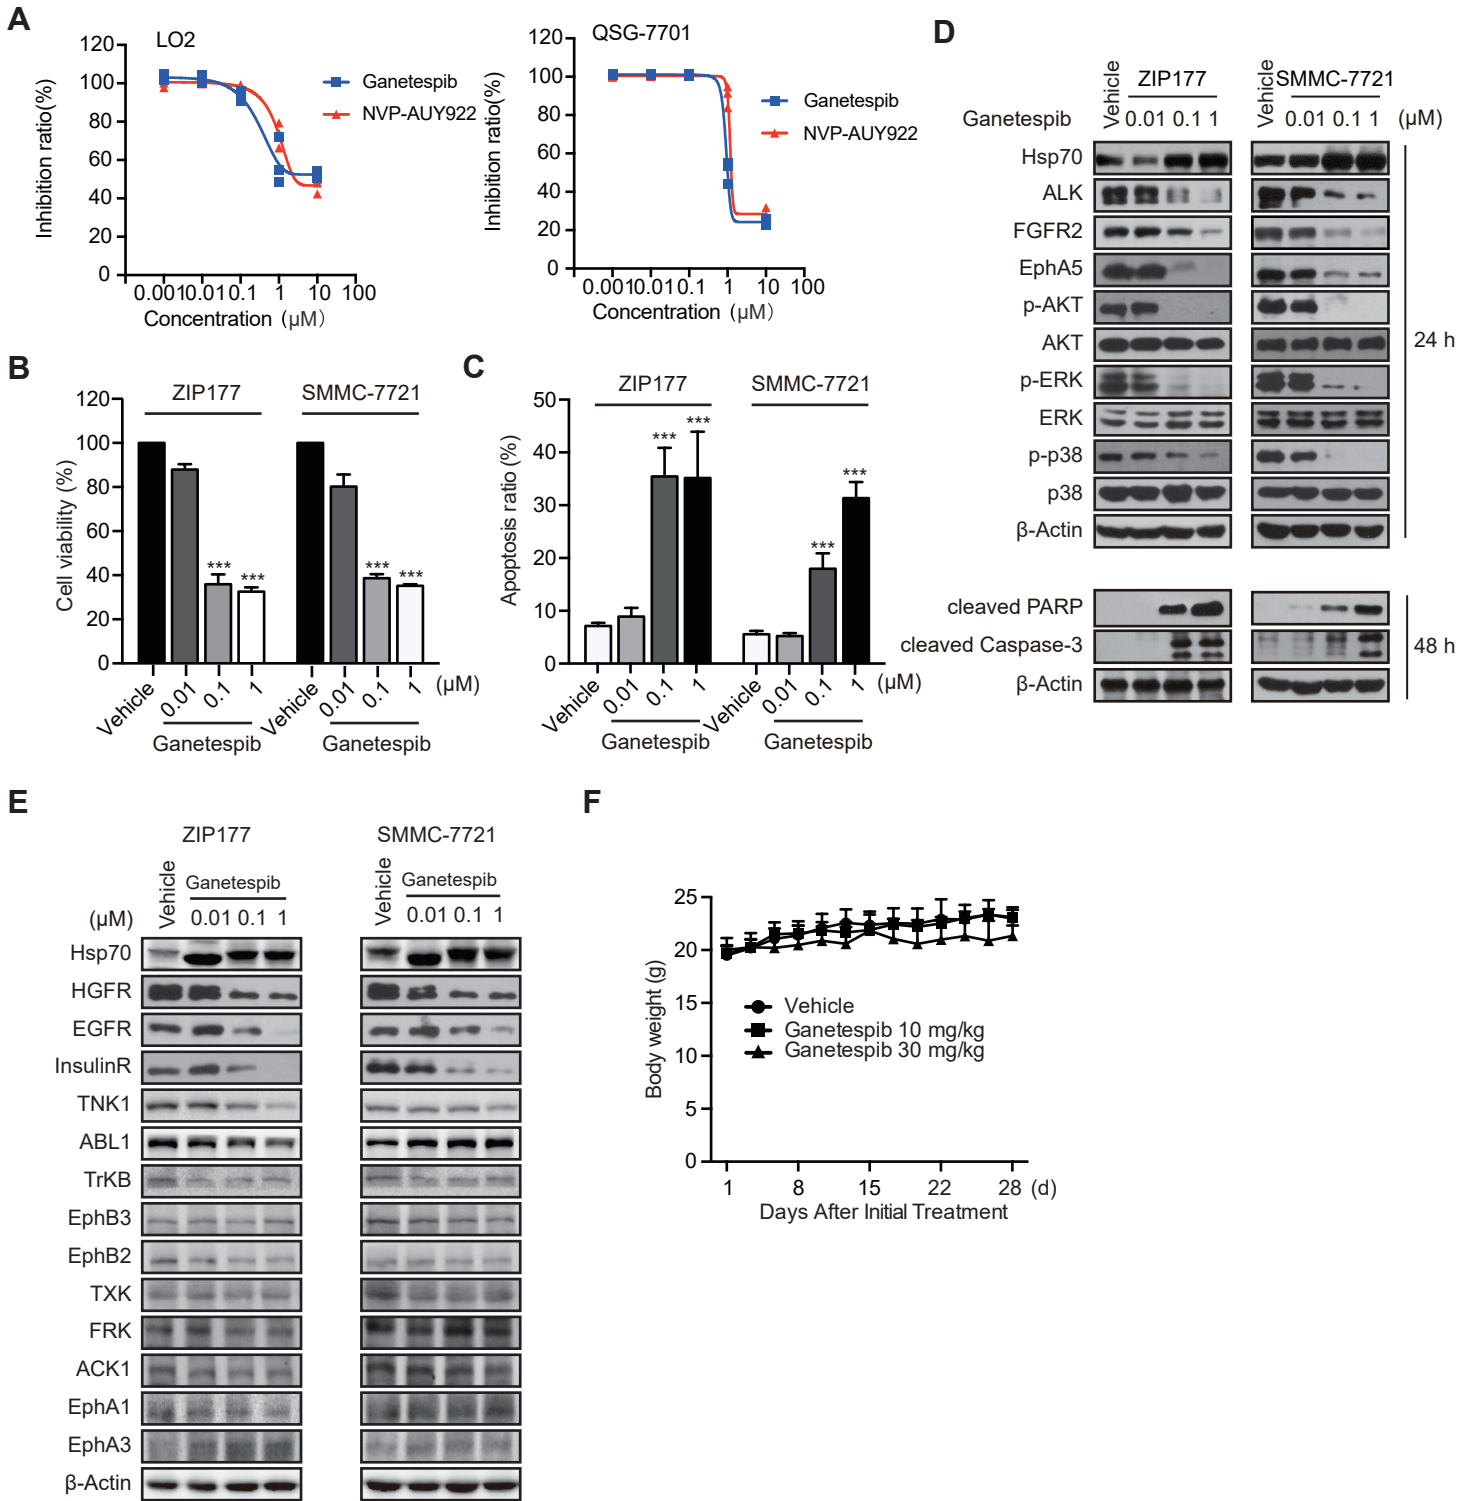 A
LO2
120
100
80
60
40
20
0
Inhibition ratio(%)
Ganetespib
NVP-AUY922
0.001 0.01 0.1 1 10 100
Concentration (μM)
QSG-7701
120
100
80
60
40
20
0
Inhibition ratio(%)
Ganetespib
NVP-AUY922
0.001 0.01 0.1 1 10 100
Concentration (μM)
B
ZIP177 SMMC-7721
120
100
80
60
40
20
0
Cell viability (%)
*** *** *** ***
Vehicle 0.01 0.1 1 Vehicle 0.01 0.1 1 (μM)
Ganetespib Ganetespib
C
ZIP177 SMMC-7721
50
40
30
20
10
0
Apoptosis ratio (%)
*** *** *** ***
Vehicle 0.01 0.1 1 Vehicle 0.01 0.1 1 (μM)
Ganetespib Ganetespib
D
ZIP177 SMMC-7721
Ganetespib Vehicle 0.01 0.1 1 Vehicle 0.01 0.1 1 (μM)
Hsp70
ALK
FGFR2
EphA5
p-AKT
AKT
p-ERK
ERK
p-p38
p38
β-Actin
24 h
cleaved PARP
cleaved Caspase-3
β-Actin
48 h
E
ZIP177 SMMC-7721
Vehicle Ganetespib Vehicle Ganetespib
(μM) 0.01 0.1 1 0.01 0.1 1
Hsp70
HGFR
EGFR
InsulinR
TNK1
ABL1
TrKB
EphB3
EphB2
TXK
FRK
ACK1
EphA1
EphA3
β-Actin
F
25
20
15
10
5
0
Body weight (g)
Vehicle
Ganetespib 10 mg/kg
Ganetespib 30 mg/kg
1 8 15 22 28 (d)
Days After Initial Treatment